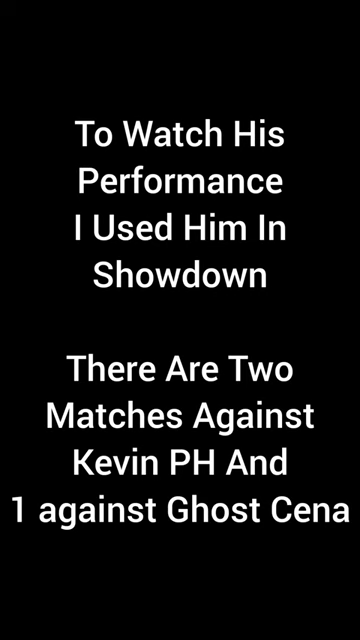 To Watch His
Performance
I Used Him In
Showdown
There Are Two
Matches Against
Kevin PH And
1 against Ghost Cena